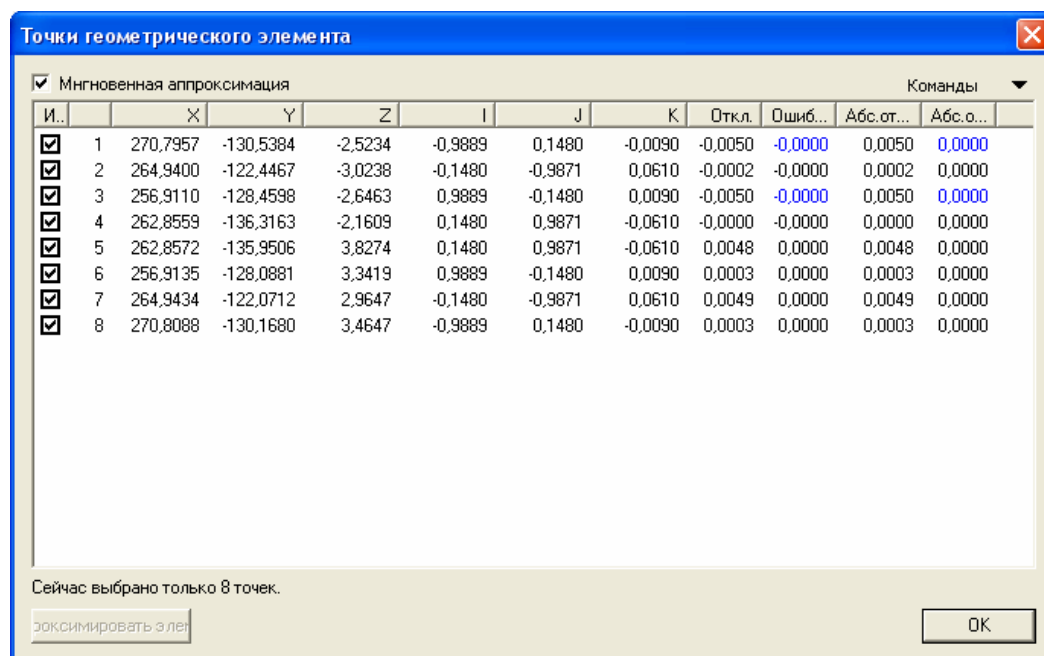 Точки геометрического элемента
Мнгновенная аппроксимация
Команды
И.. X Y Z I J K Откл. Ошиб... Абс.от... Абс.о...
1 270,7957 -130,5384 -2,5234 -0,9889 0,1480 -0,0090 -0,0050 -0,0000 0,0050 0,0000
2 264,9400 -122,4467 -3,0238 -0,1480 -0,9871 0,0610 -0,0002 -0,0000 0,0002 0,0000
3 256,9110 -128,4598 -2,6463 0,9889 -0,1480 0,0090 -0,0050 -0,0000 0,0050 0,0000
4 262,8559 -136,3163 -2,1609 0,1480 0,9871 -0,0610 -0,0000 -0,0000 0,0000 0,0000
5 262,8572 -135,9506 3,8274 0,1480 0,9871 -0,0610 0,0048 0,0000 0,0048 0,0000
6 256,9135 -128,0881 3,3419 0,9889 -0,1480 0,0090 0,0003 0,0000 0,0003 0,0000
7 264,9434 -122,0712 2,9647 -0,1480 -0,9871 0,0610 0,0049 0,0000 0,0049 0,0000
8 270,8088 -130,1680 3,4647 -0,9889 0,1480 -0,0090 0,0003 0,0000 0,0003 0,0000
Сейчас выбрано только 8 точек.
роксимировать элем
OK